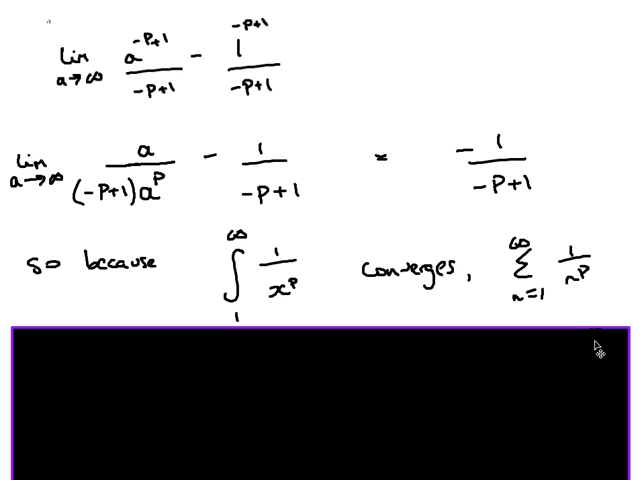 lim a→∞ a^(-P+1)/(-P+1) - 1^(-P+1)/(-P+1)
lim a→∞ a/((-P+1)a^P) - 1/(-P+1) = -1/(-P+1)
so because ∫_1^∞ 1/x^P converges, ∑_{n=1}^∞ 1/n^P